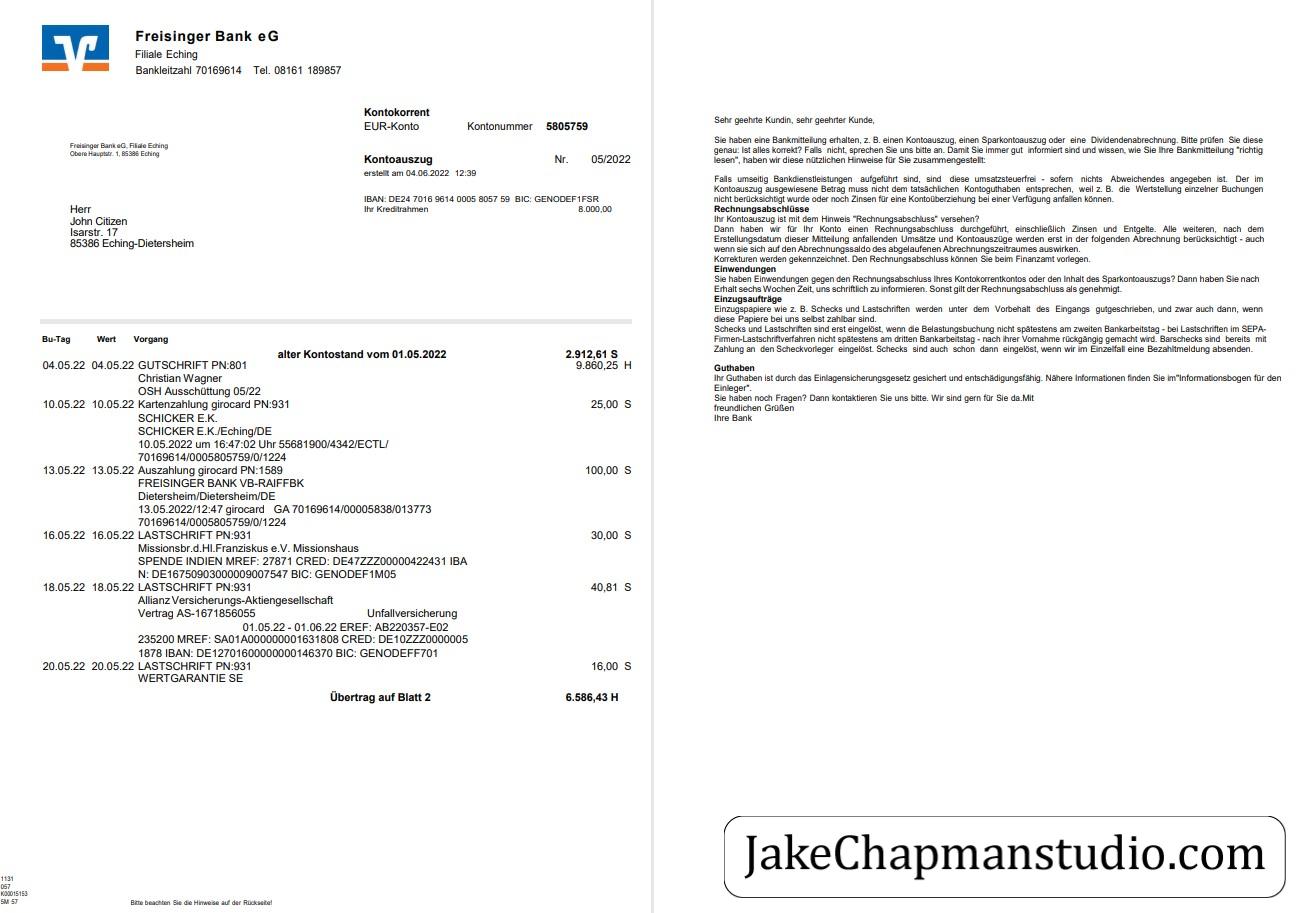 Freisinger Bank eG
Filiale Eching
Bankleitzahl 70169614 Tel. 08161 189857
Kontokorrent
EUR-Konto Kontonummer 5805759
Freisinger Bank eG, Filiale Eching
Obere Hauptstr. 1, 85386 Eching
Kontoauszug Nr. 05/2022
erstellt am 04.06.2022 12:39
IBAN: DE24 7016 9614 0005 8057 59 BIC: GENODEF1FSR
Ihr Kreditrahmen 8.000,00
Herr
John Citizen
Isarstr. 17
85386 Eching-Dietersheim
Bu-Tag Wert Vorgang
alter Kontostand vom 01.05.2022 2.912,61 S
04.05.22 04.05.22 GUTSCHRIFT PN:801 9.860,25 H
Christian Wagner
OSH Ausschüttung 05/22
10.05.22 10.05.22 Kartenzahlung girocard PN:931 25,00 S
SCHICKER E.K.
SCHICKER E.K./Eching/DE
10.05.2022 um 16:47:02 Uhr 55681900/4342/ECTL/
70169614/0005805759/0/1224
13.05.22 13.05.22 Auszahlung girocard PN:1589 100,00 S
FREISINGER BANK VB-RAIFFBK
Dietersheim/Dietersheim/DE
13.05.2022/12:47 girocard GA 70169614/00005838/013773
70169614/0005805759/0/1224
16.05.22 16.05.22 LASTSCHRIFT PN:931 30,00 S
Missionsbr.d.Hl.Franziskus e.V. Missionshaus
SPENDE INDIEN MREF: 27871 CRED: DE47ZZZ00000422431 IBA
N: DE16750903000009007547 BIC: GENODEF1M05
18.05.22 18.05.22 LASTSCHRIFT PN:931 40,81 S
Allianz Versicherungs-Aktiengesellschaft
Vertrag AS-1671856055 Unfallversicherung
01.05.22 - 01.06.22 EREF: AB220357-E02
235200 MREF: SA01A000000001631808 CRED: DE10ZZZ0000005
1878 IBAN: DE12701600000000146370 BIC: GENODEFF701
20.05.22 20.05.22 LASTSCHRIFT PN:931 16,00 S
WERTGARANTIE SE
Übertrag auf Blatt 2 6.586,43 H
1131
057
K00015153
5M 57
Bitte beachten Sie die Hinweise auf der Rückseite!
Sehr geehrte Kundin, sehr geehrter Kunde,
Sie haben eine Bankmitteilung erhalten, z. B. einen Kontoauszug, einen Sparkontoauszug oder eine Dividendenabrechnung. Bitte prüfen Sie diese
genau: Ist alles korrekt? Falls nicht, sprechen Sie uns bitte an. Damit Sie immer gut informiert sind und wissen, wie Sie Ihre Bankmitteilung "richtig
lesen", haben wir diese nützlichen Hinweise für Sie zusammengestellt:
Falls umseitig Bankdienstleistungen aufgeführt sind, sind diese umsatzsteuerfrei - sofern nichts Abweichendes angegeben ist. Der im
Kontoauszug ausgewiesene Betrag muss nicht dem tatsächlichen Kontoguthaben entsprechen, weil z. B. die Wertstellung einzelner Buchungen
nicht berücksichtigt wurde oder noch Zinsen für eine Kontoüberziehung bei einer Verfügung anfallen können.
Rechnungsabschlüsse
Ihr Kontoauszug ist mit dem Hinweis "Rechnungsabschluss" versehen?
Dann haben wir für Ihr Konto einen Rechnungsabschluss durchgeführt, einschließlich Zinsen und Entgelte. Alle weiteren, nach dem
Erstellungsdatum dieser Mitteilung anfallenden Umsätze und Kontoauszüge werden erst in der folgenden Abrechnung berücksichtigt - auch
wenn sie sich auf den Abrechnungssaldo des abgelaufenen Abrechnungszeitraumes auswirken.
Korrekturen werden gekennzeichnet. Den Rechnungsabschluss können Sie beim Finanzamt vorlegen.
Einwendungen
Sie haben Einwendungen gegen den Rechnungsabschluss Ihres Kontokorrentkontos oder den Inhalt des Sparkontoauszugs? Dann haben Sie nach
Erhalt sechs Wochen Zeit, uns schriftlich zu informieren. Sonst gilt der Rechnungsabschluss als genehmigt.
Einzugsaufträge
Einzugspapiere wie z. B. Schecks und Lastschriften werden unter dem Vorbehalt des Eingangs gutgeschrieben, und zwar auch dann, wenn
diese Papiere bei uns selbst zahlbar sind.
Schecks und Lastschriften sind erst eingelöst, wenn die Belastungsbuchung nicht spätestens am zweiten Bankarbeitstag - bei Lastschriften im SEPA-
Firmen-Lastschriftverfahren nicht spätestens am dritten Bankarbeitstag - nach ihrer Vornahme rückgängig gemacht wird. Barschecks sind bereits mit
Zahlung an den Scheckvorleger eingelöst. Schecks sind auch schon dann eingelöst, wenn wir im Einzelfall eine Bezahltmeldung absenden.
Guthaben
Ihr Guthaben ist durch das Einlagensicherungsgesetz gesichert und entschädigungsfähig. Nähere Informationen finden Sie im"Informationsbogen für den
Einleger".
Sie haben noch Fragen? Dann kontaktieren Sie uns bitte. Wir sind gern für Sie da.Mit
freundlichen Grüßen
Ihre Bank
JakeChapmanstudio.com